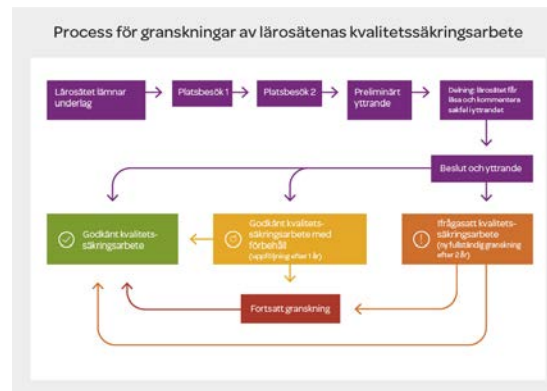 Process för granskningar av lärosätenas kvalitetssäkringsarbete
Lärosätet lämnar
underlag
Platsbesök 1
Platsbesök 2
Preliminärt
yttrande
Delning: lärosätet får
läsa och kommentera
sakfel i yttrandet
Beslut och yttrande
Godkänt kvalitets-
säkringsarbete
Godkänt kvalitets-
säkringsarbete med
förbehåll
(uppföljning efter 1 år)
Ifrågasatt kvalitets-
säkringsarbete
(ny fullständig granskning
efter 2 år)
Fortsatt granskning